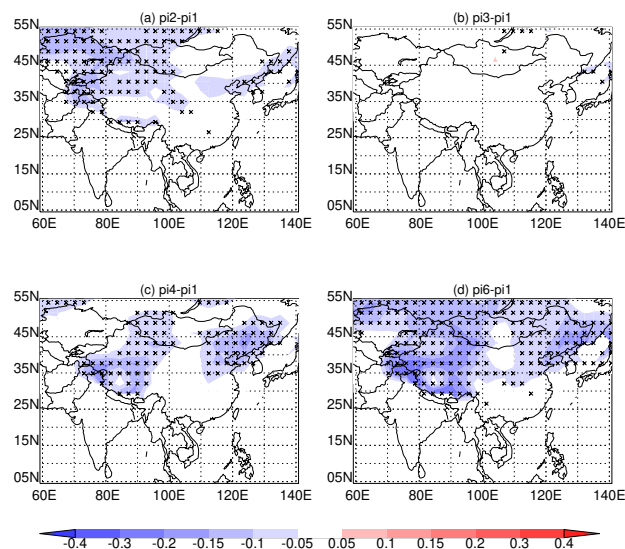 (a) pi2-pi1 (b) pi3-pi1
55N 55N
45N 45N
35N 35N
25N 25N
15N 15N
05N 05N
60E 80E 100E 120E 140E 60E 80E 100E 120E 140E
(c) pi4-pi1 (d) pi6-pi1
55N 55N
45N 45N
35N 35N
25N 25N
15N 15N
05N 05N
60E 80E 100E 120E 140E 60E 80E 100E 120E 140E
-0.4 -0.3 -0.2 -0.15 -0.1 -0.05 0.05 0.1 0.15 0.2 0.3 0.4